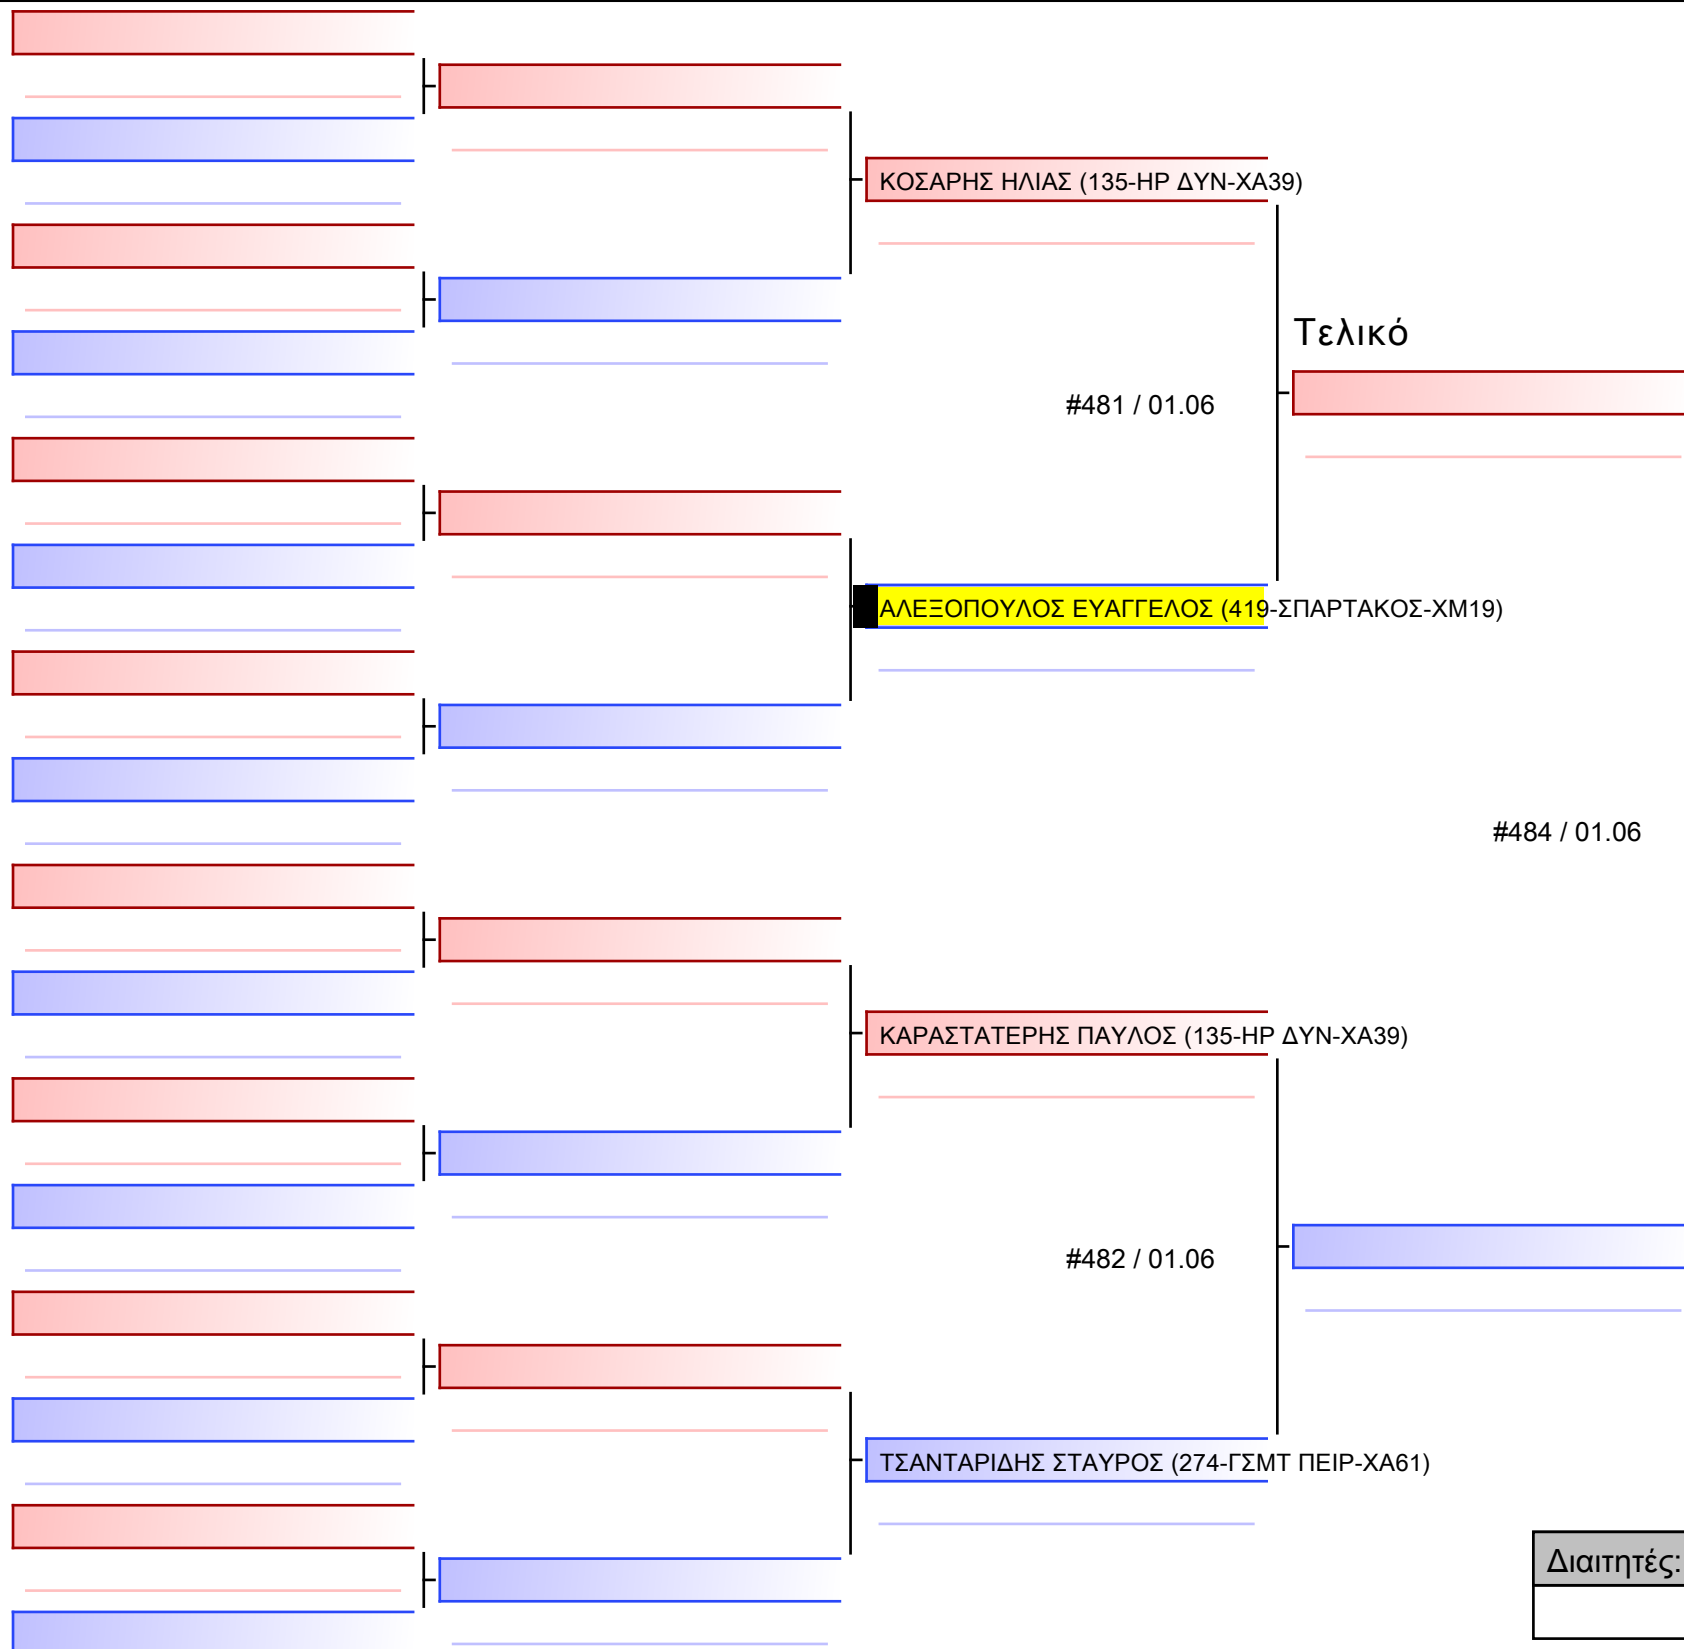 ΚΟΣΑΡΗΣ ΗΛΙΑΣ (135-ΗΡ ΔΥΝ-ΧΑ39)
Τελικό
#481 / 01.06
ΑΛΕΞΟΠΟΥΛΟΣ ΕΥΑΓΓΕΛΟΣ (419-ΣΠΑΡΤΑΚΟΣ-ΧΜ19)
#484 / 01.06
ΚΑΡΑΣΤΑΤΕΡΗΣ ΠΑΥΛΟΣ (135-ΗΡ ΔΥΝ-ΧΑ39)
#482 / 01.06
ΤΣΑΝΤΑΡΙΔΗΣ ΣΤΑΥΡΟΣ (274-ΓΣΜΤ ΠΕΙΡ-ΧΑ61)
Διαιτητές: